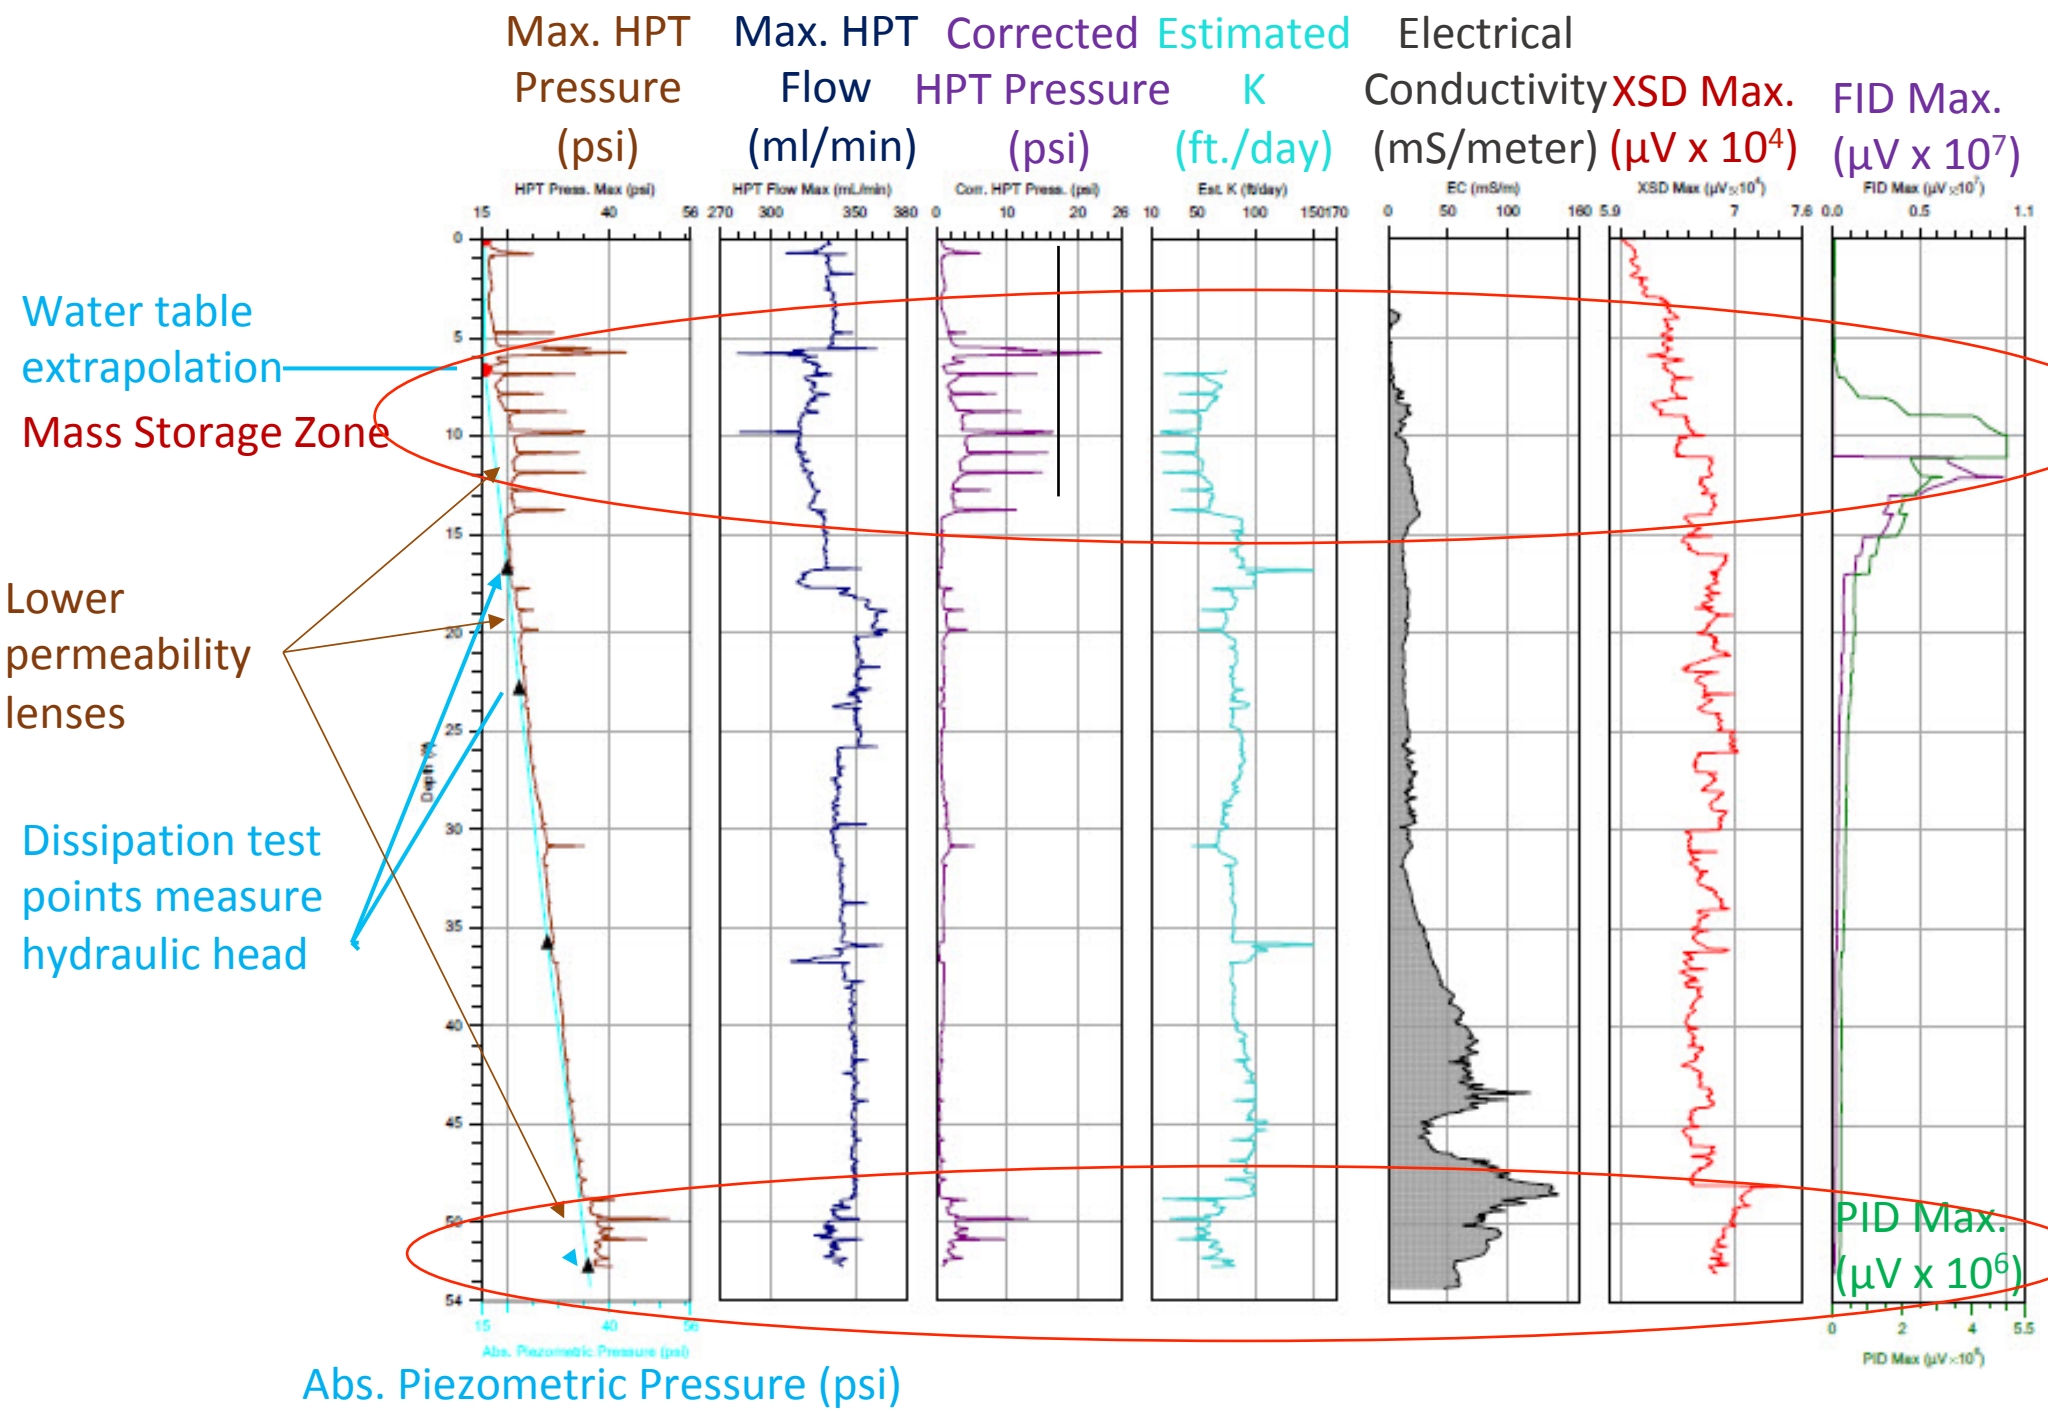 Max. HPT
Pressure
(psi)
Max. HPT
Flow
(ml/min)
Corrected
HPT Pressure
(psi)
Estimated
K
(ft./day)
Electrical
Conductivity
(mS/meter)
XSD Max.
(µV x 10⁴)
FID Max.
(µV x 10⁷)
HPT Press. Max (psi)
15 40 56
HPT Flow Max (mL/min)
270 300 350 380
Corr. HPT Press. (psi)
0 10 20 26
Est. K (ft/day)
10 50 100 150170
EC (mS/m)
0 50 100 160
XSD Max (µV×10⁴)
5.9 7 7.6
FID Max (µV×10⁷)
0.0 0.5 1.1
0
5
10
15
20
25
30
35
40
45
50
54
Depth (ft)
Water table
extrapolation
Mass Storage Zone
Lower
permeability
lenses
Dissipation test
points measure
hydraulic head
PID Max.
(µV x 10⁶)
15 40 56
Abs. Piezometric Pressure (psi)
0 2 4 5.5
PID Max (µV×10⁶)
Abs. Piezometric Pressure (psi)